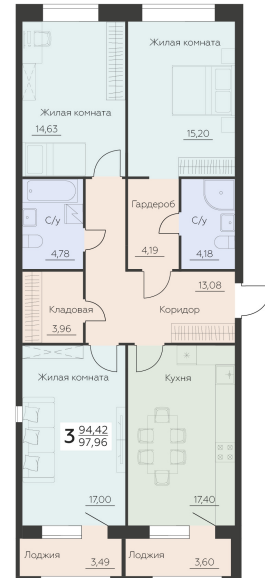 Жилая комната
14,63
Жилая комната
15,20
С/у
4,78
Гардероб
4,19
С/у
4,18
Кладовая
3,96
13,08
Коридор
Жилая комната
3 94,42
97,96
17,00
Кухня
17,40
Лоджия
3,49
Лоджия
3,60